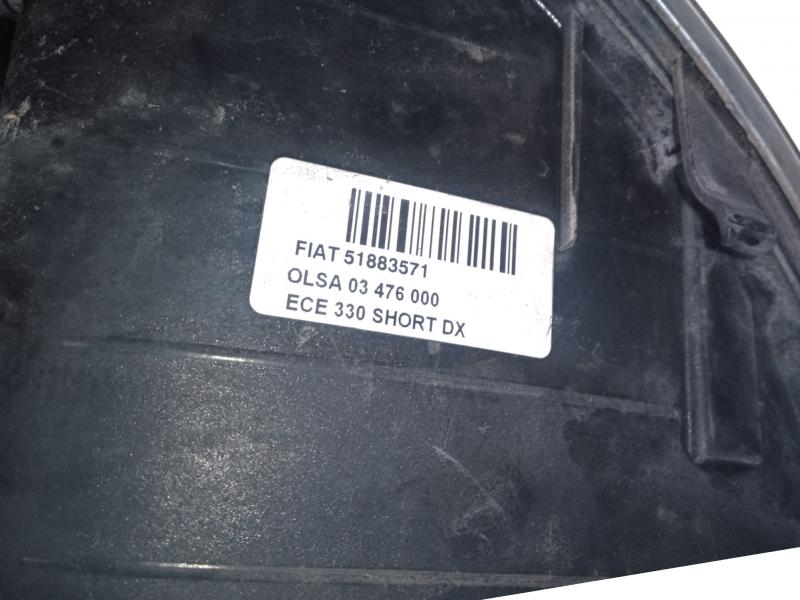 FIAT 51883571
OLSA 03 476 000
ECE 330 SHORT DX